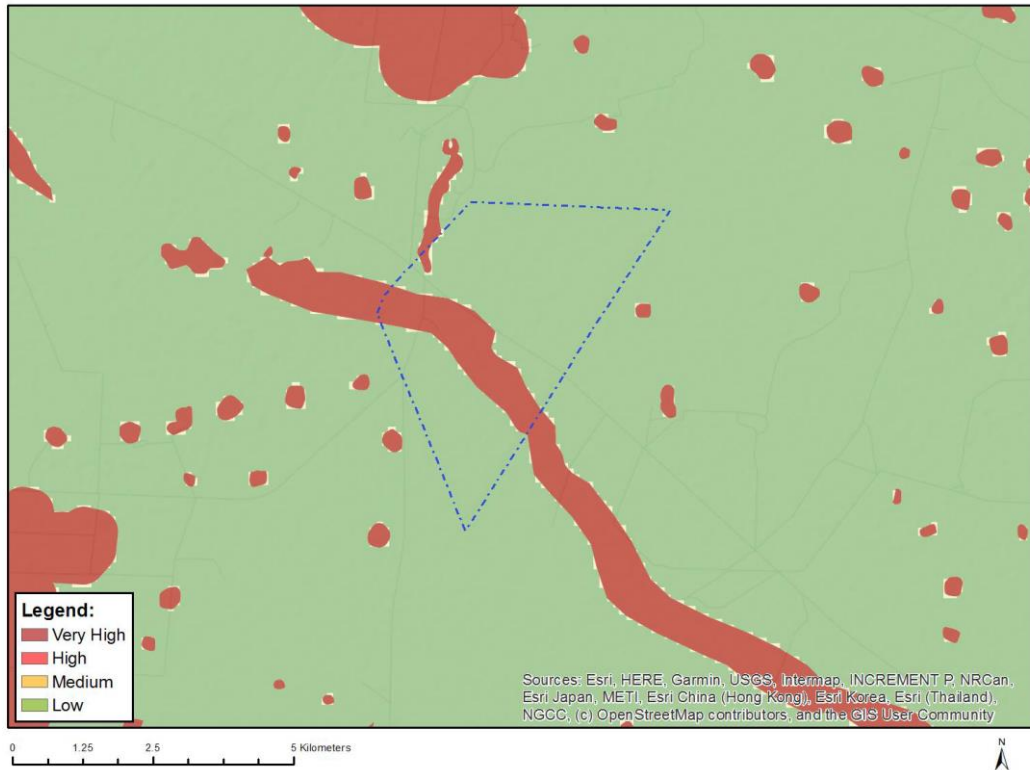 Legend:
Very High
High
Medium
Low
Sources: Esri, HERE, Garmin, USGS, Intermap, INCREMENT P, NRCan,
Esri Japan, METI, Esri China (Hong Kong), Esri Korea, Esri (Thailand),
NGCC, (c) OpenStreetMap contributors, and the GIS User Community
0 1.25 2.5 5 Kilometers
N